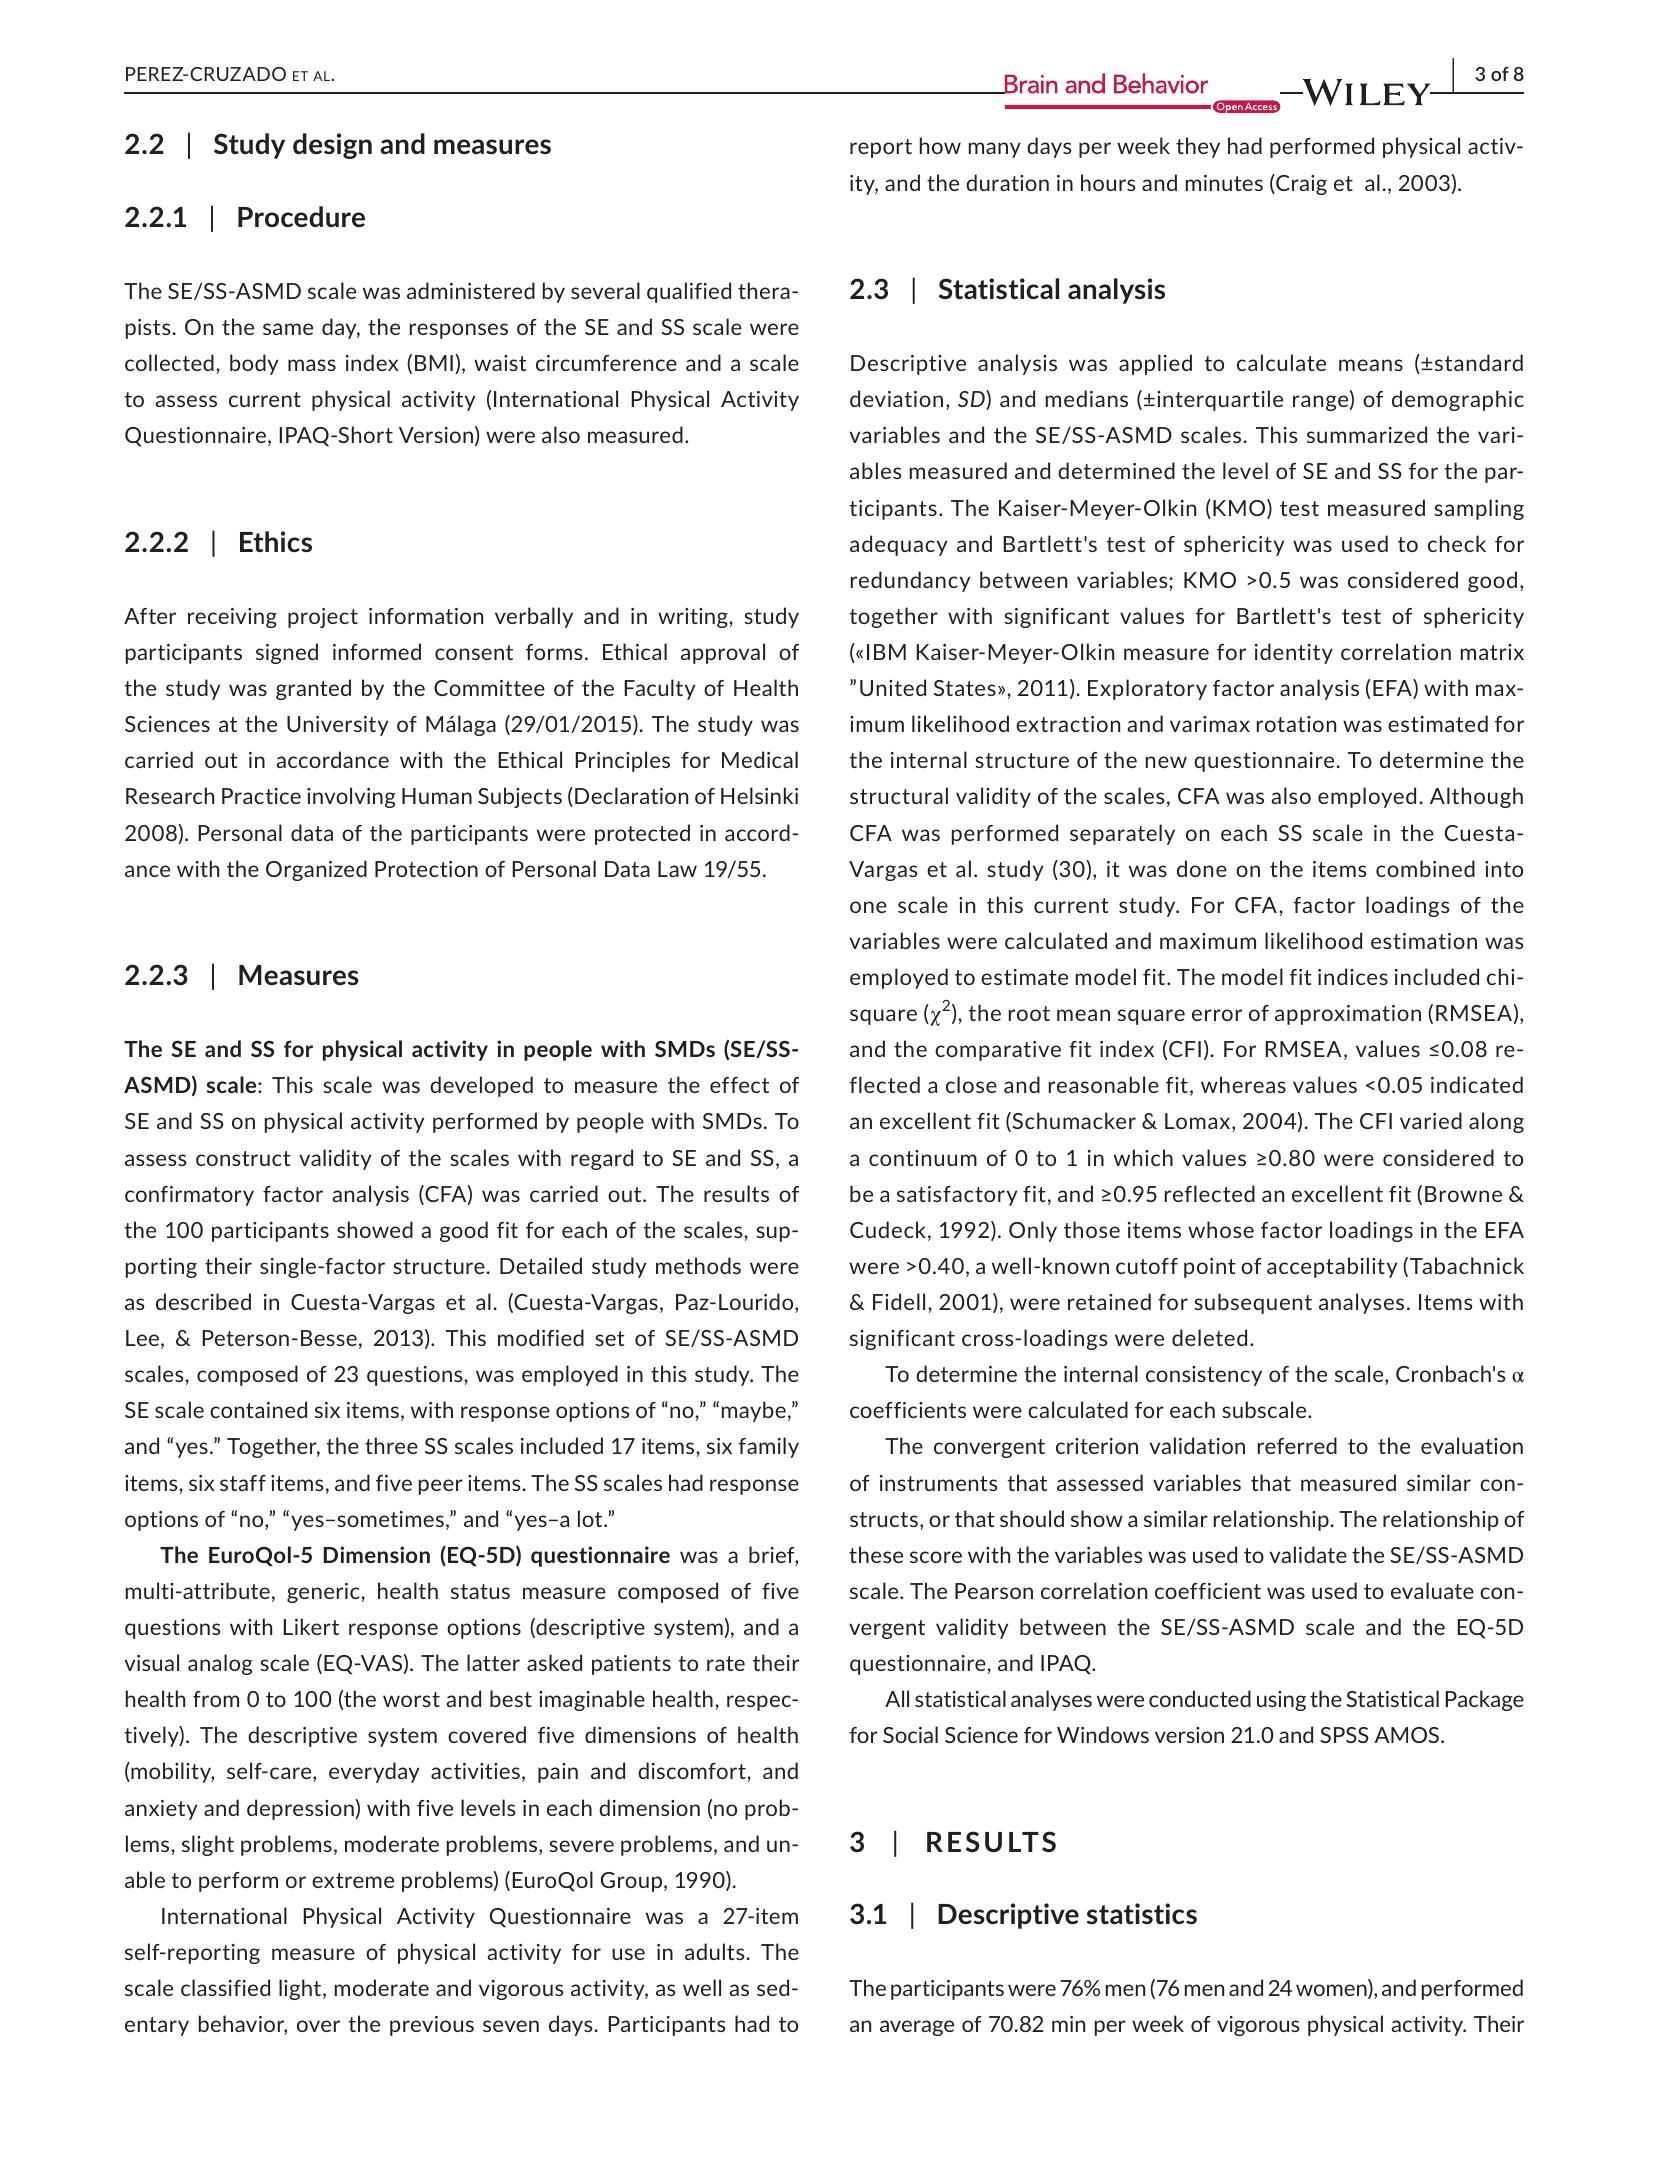 PEREZ-CRUZADO ET AL.
Brain and Behavior
Open Access
WILEY
3 of 8
2.2 | Study design and measures
2.2.1 | Procedure
The SE/SS-ASMD scale was administered by several qualified thera-
pists. On the same day, the responses of the SE and SS scale were
collected, body mass index (BMI), waist circumference and a scale
to assess current physical activity (International Physical Activity
Questionnaire, IPAQ-Short Version) were also measured.
2.2.2 | Ethics
After receiving project information verbally and in writing, study
participants signed informed consent forms. Ethical approval of
the study was granted by the Committee of the Faculty of Health
Sciences at the University of Málaga (29/01/2015). The study was
carried out in accordance with the Ethical Principles for Medical
Research Practice involving Human Subjects (Declaration of Helsinki
2008). Personal data of the participants were protected in accord-
ance with the Organized Protection of Personal Data Law 19/55.
2.2.3 | Measures
The SE and SS for physical activity in people with SMDs (SE/SS-
ASMD) scale: This scale was developed to measure the effect of
SE and SS on physical activity performed by people with SMDs. To
assess construct validity of the scales with regard to SE and SS, a
confirmatory factor analysis (CFA) was carried out. The results of
the 100 participants showed a good fit for each of the scales, sup-
porting their single-factor structure. Detailed study methods were
as described in Cuesta-Vargas et al. (Cuesta-Vargas, Paz-Lourido,
Lee, & Peterson-Besse, 2013). This modified set of SE/SS-ASMD
scales, composed of 23 questions, was employed in this study. The
SE scale contained six items, with response options of “no,” “maybe,”
and “yes.” Together, the three SS scales included 17 items, six family
items, six staff items, and five peer items. The SS scales had response
options of “no,” “yes–sometimes,” and “yes–a lot.”
The EuroQol-5 Dimension (EQ-5D) questionnaire was a brief,
multi-attribute, generic, health status measure composed of five
questions with Likert response options (descriptive system), and a
visual analog scale (EQ-VAS). The latter asked patients to rate their
health from 0 to 100 (the worst and best imaginable health, respec-
tively). The descriptive system covered five dimensions of health
(mobility, self-care, everyday activities, pain and discomfort, and
anxiety and depression) with five levels in each dimension (no prob-
lems, slight problems, moderate problems, severe problems, and un-
able to perform or extreme problems) (EuroQol Group, 1990).
International Physical Activity Questionnaire was a 27-item
self-reporting measure of physical activity for use in adults. The
scale classified light, moderate and vigorous activity, as well as sed-
entary behavior, over the previous seven days. Participants had to
report how many days per week they had performed physical activ-
ity, and the duration in hours and minutes (Craig et al., 2003).
2.3 | Statistical analysis
Descriptive analysis was applied to calculate means (±standard
deviation, SD) and medians (±interquartile range) of demographic
variables and the SE/SS-ASMD scales. This summarized the vari-
ables measured and determined the level of SE and SS for the par-
ticipants. The Kaiser-Meyer-Olkin (KMO) test measured sampling
adequacy and Bartlett's test of sphericity was used to check for
redundancy between variables; KMO >0.5 was considered good,
together with significant values for Bartlett's test of sphericity
(«IBM Kaiser-Meyer-Olkin measure for identity correlation matrix
”United States», 2011). Exploratory factor analysis (EFA) with max-
imum likelihood extraction and varimax rotation was estimated for
the internal structure of the new questionnaire. To determine the
structural validity of the scales, CFA was also employed. Although
CFA was performed separately on each SS scale in the Cuesta-
Vargas et al. study (30), it was done on the items combined into
one scale in this current study. For CFA, factor loadings of the
variables were calculated and maximum likelihood estimation was
employed to estimate model fit. The model fit indices included chi-
square (χ²), the root mean square error of approximation (RMSEA),
and the comparative fit index (CFI). For RMSEA, values ≤0.08 re-
flected a close and reasonable fit, whereas values <0.05 indicated
an excellent fit (Schumacker & Lomax, 2004). The CFI varied along
a continuum of 0 to 1 in which values ≥0.80 were considered to
be a satisfactory fit, and ≥0.95 reflected an excellent fit (Browne &
Cudeck, 1992). Only those items whose factor loadings in the EFA
were >0.40, a well-known cutoff point of acceptability (Tabachnick
& Fidell, 2001), were retained for subsequent analyses. Items with
significant cross-loadings were deleted.
To determine the internal consistency of the scale, Cronbach's α
coefficients were calculated for each subscale.
The convergent criterion validation referred to the evaluation
of instruments that assessed variables that measured similar con-
structs, or that should show a similar relationship. The relationship of
these score with the variables was used to validate the SE/SS-ASMD
scale. The Pearson correlation coefficient was used to evaluate con-
vergent validity between the SE/SS-ASMD scale and the EQ-5D
questionnaire, and IPAQ.
All statistical analyses were conducted using the Statistical Package
for Social Science for Windows version 21.0 and SPSS AMOS.
3 | RESULTS
3.1 | Descriptive statistics
The participants were 76% men (76 men and 24 women), and performed
an average of 70.82 min per week of vigorous physical activity. Their